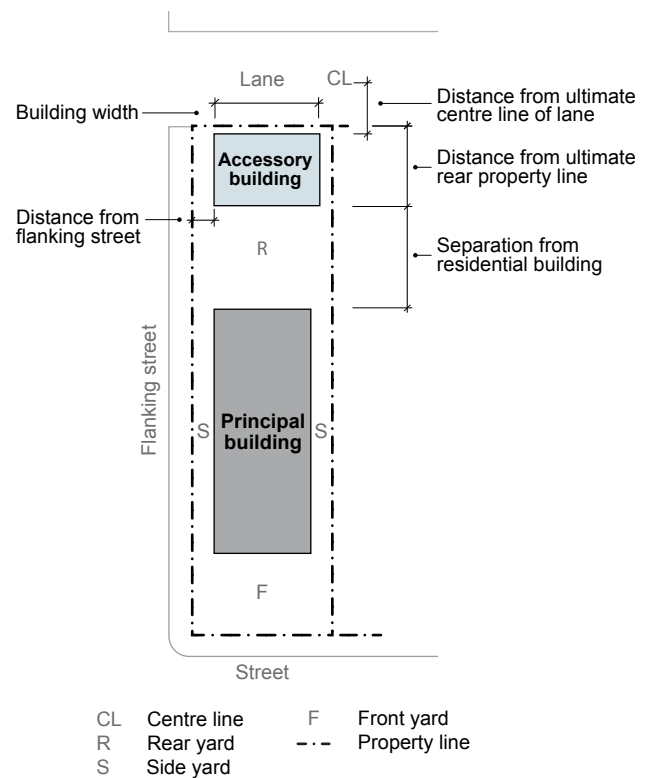 Lane
CL
Building width
Distance from ultimate
centre line of lane
Accessory
building
Distance from ultimate
rear property line
Distance from
flanking street
R
Separation from
residential building
Flanking street
S
Principal
building
S
F
Street
CL Centre line
R Rear yard
S Side yard
F Front yard
Property line